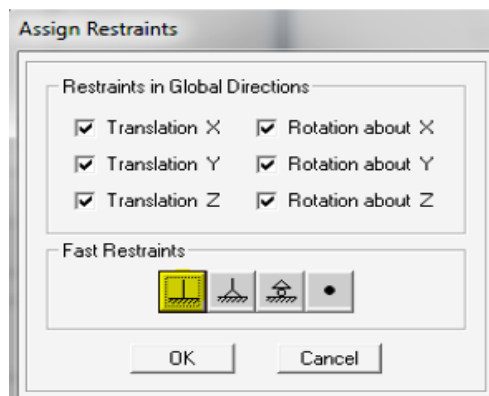 Assign Restraints
Restraints in Global Directions
Translation X Rotation about X
Translation Y Rotation about Y
Translation Z Rotation about Z
Fast Restraints
OK Cancel